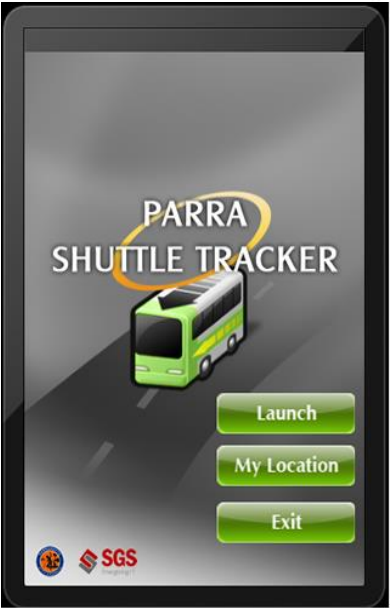 PARRA
SHUTTLE TRACKER
Launch
My Location
Exit
SGS